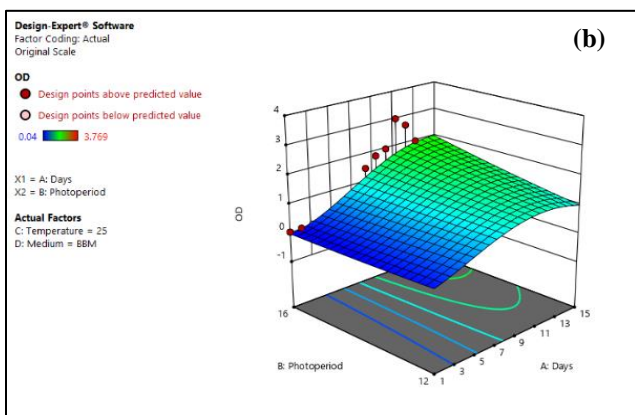 Design-Expert® Software
Factor Coding: Actual
Original Scale
(b)
OD
Design points above predicted value
Design points below predicted value
0.04 3.769
X1 = A: Days
X2 = B: Photoperiod
Actual Factors
C: Temperature = 25
D: Medium = BBM
4
3
2
1
0
-1
OD
16
12
B: Photoperiod
1
3
5
7
9
11
13
15
A: Days